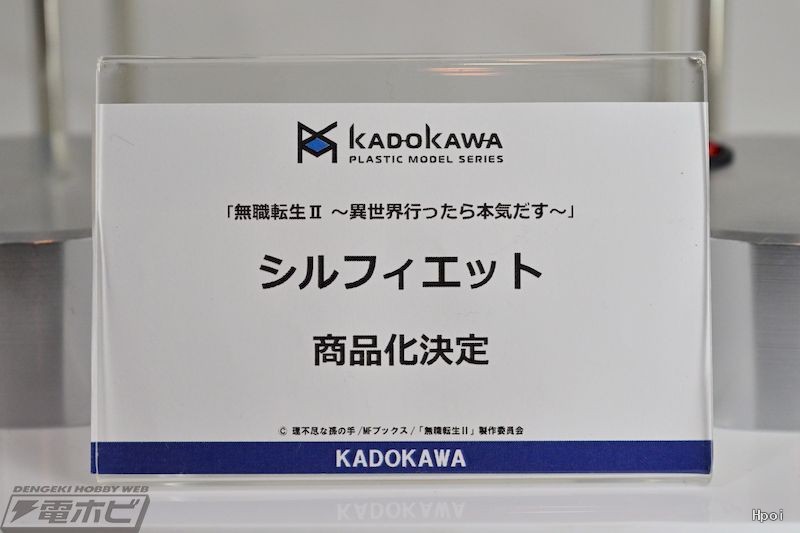 KADOKAWA
PLASTIC MODEL SERIES
「無職転生Ⅱ ～異世界行ったら本気だす～」
シルフィエット
商品化決定
© 理不尽な孫の手/MFブックス/「無職転生Ⅱ」製作委員会
KADOKAWA
DENGEKI HOBBY WEB
電ホビ
Hpoi